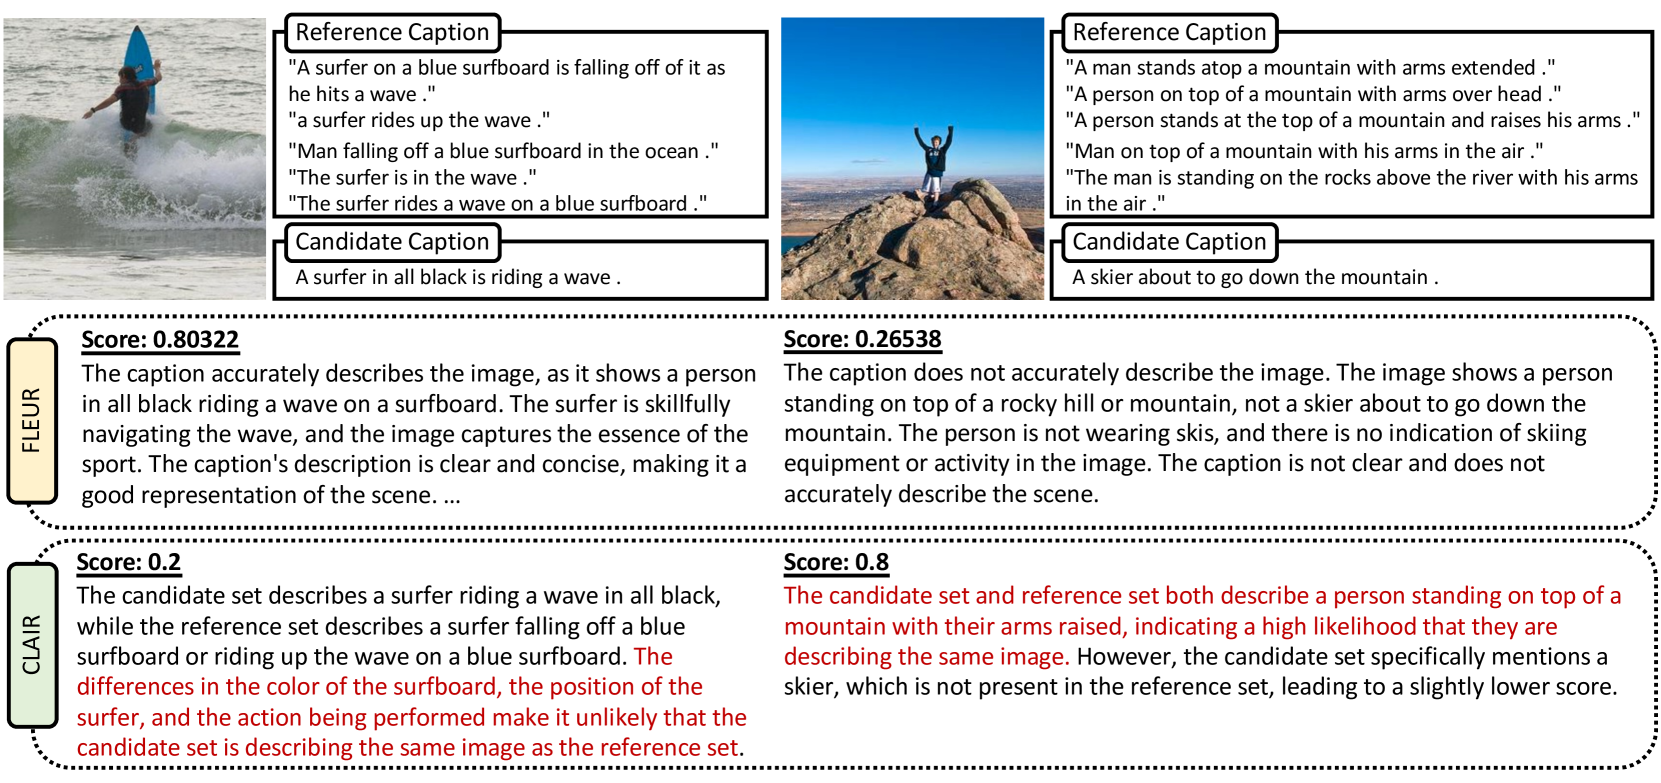 Reference Caption
"A surfer on a blue surfboard is falling off of it as
he hits a wave ."
"a surfer rides up the wave ."
"Man falling off a blue surfboard in the ocean ."
"The surfer is in the wave ."
"The surfer rides a wave on a blue surfboard ."
Candidate Caption
A surfer in all black is riding a wave .
Reference Caption
"A man stands atop a mountain with arms extended ."
"A person on top of a mountain with arms over head ."
"A person stands at the top of a mountain and raises his arms ."
"Man on top of a mountain with his arms in the air ."
"The man is standing on the rocks above the river with his arms
in the air ."
Candidate Caption
A skier about to go down the mountain .
FLEUR
Score: 0.80322
The caption accurately describes the image, as it shows a person
in all black riding a wave on a surfboard. The surfer is skillfully
navigating the wave, and the image captures the essence of the
sport. The caption's description is clear and concise, making it a
good representation of the scene. ...
Score: 0.26538
The caption does not accurately describe the image. The image shows a person
standing on top of a rocky hill or mountain, not a skier about to go down the
mountain. The person is not wearing skis, and there is no indication of skiing
equipment or activity in the image. The caption is not clear and does not
accurately describe the scene.
CLAIR
Score: 0.2
The candidate set describes a surfer riding a wave in all black,
while the reference set describes a surfer falling off a blue
surfboard or riding up the wave on a blue surfboard. The
differences in the color of the surfboard, the position of the
surfer, and the action being performed make it unlikely that the
candidate set is describing the same image as the reference set.
Score: 0.8
The candidate set and reference set both describe a person standing on top of a
mountain with their arms raised, indicating a high likelihood that they are
describing the same image. However, the candidate set specifically mentions a
skier, which is not present in the reference set, leading to a slightly lower score.